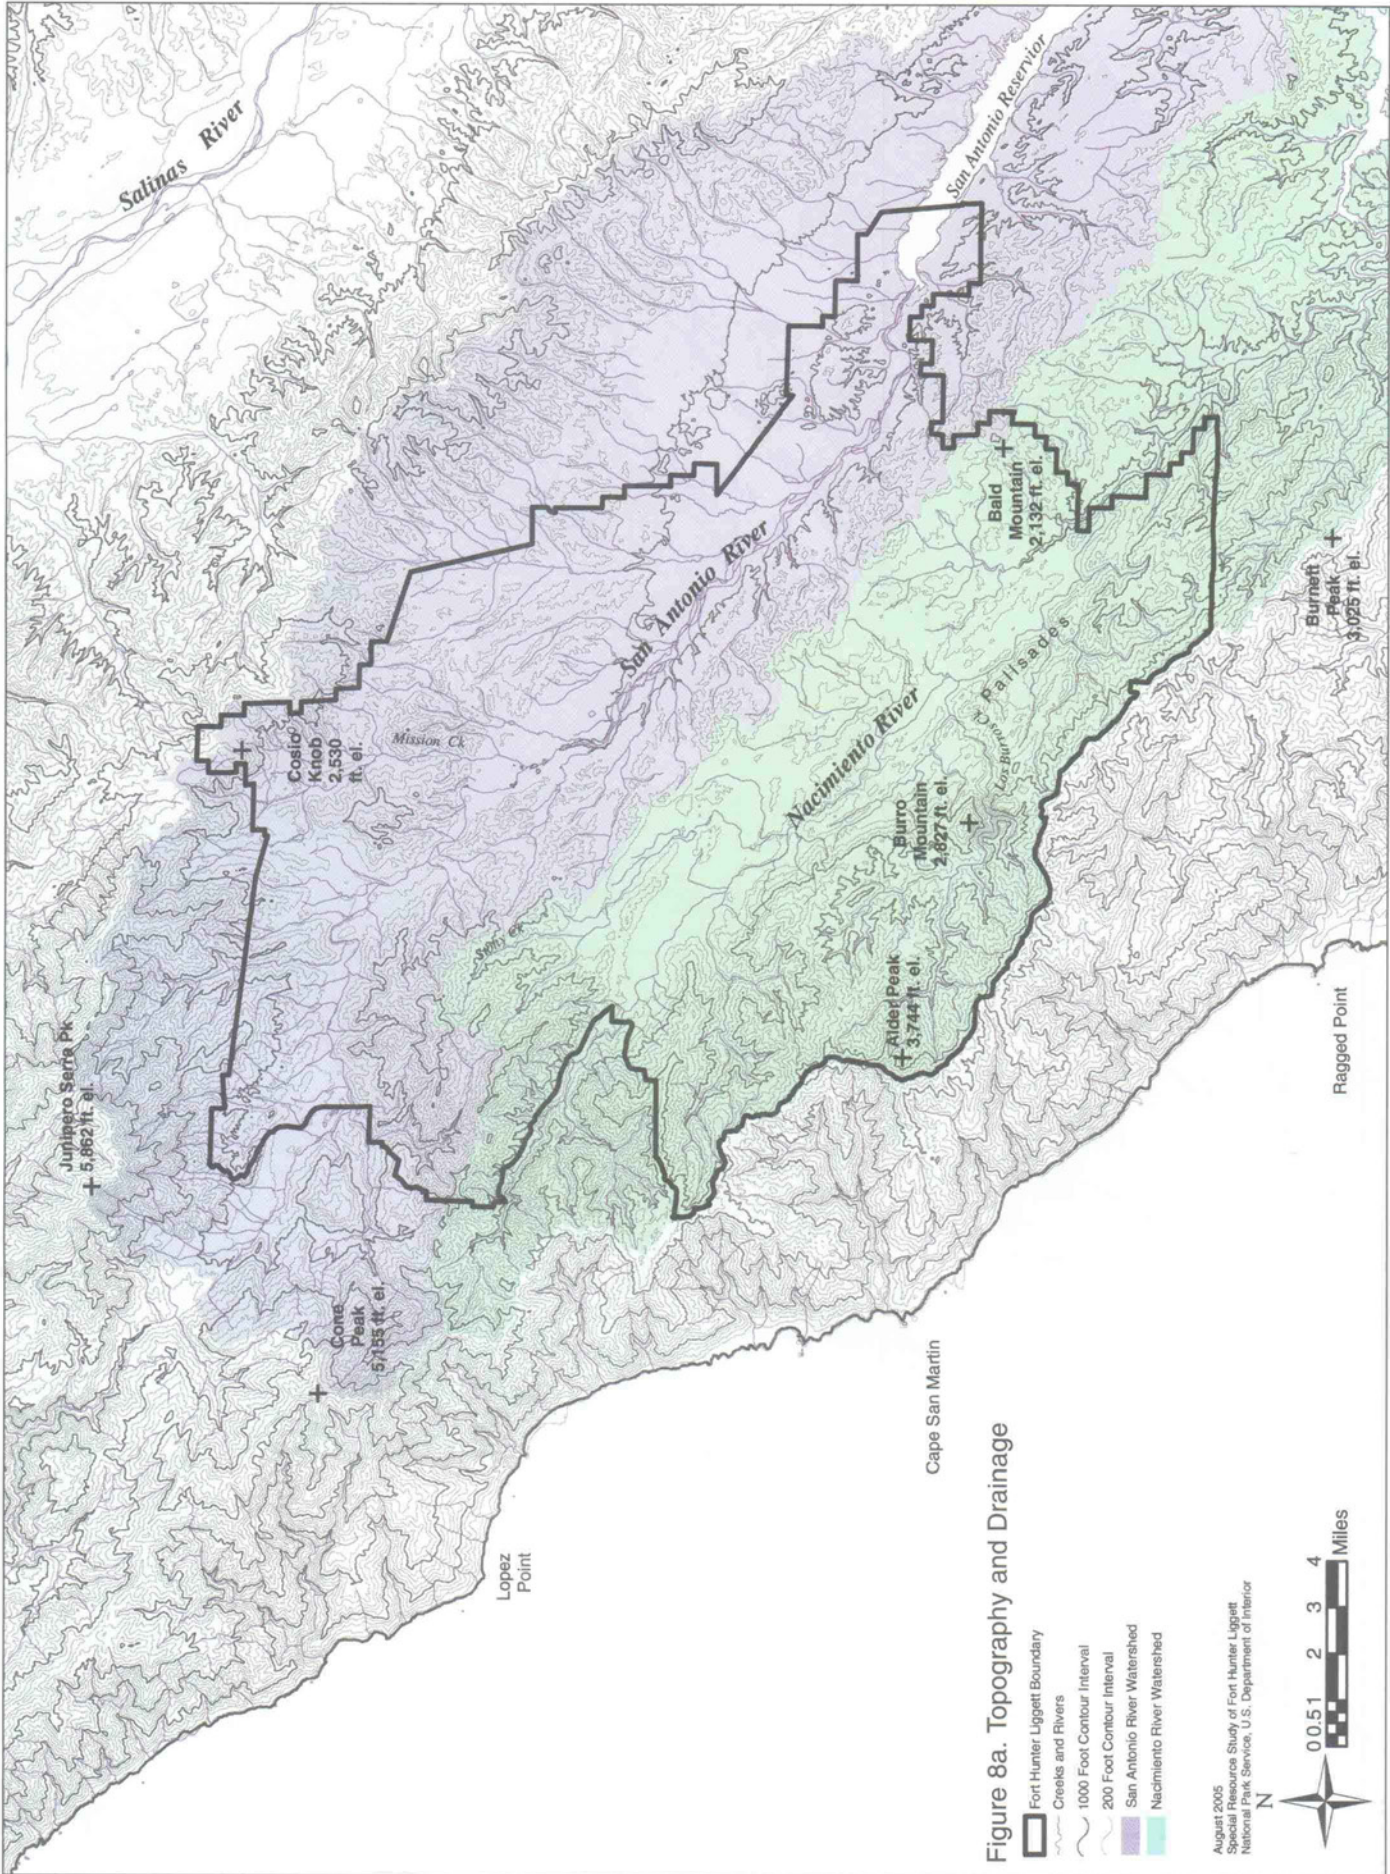 Salinas River
San Antonio Reservior
Junipero Serra Pk
5,862 ft. el.
Cosio
Knob
2,530
ft. el.
Mission Ck
San Antonio River
Cone
Peak
5,155 ft. el.
Bald
Mountain
2,132 ft. el.
Nacimiento River
Palisades
Los Burros Ck
Burro
Mountain
2,827 ft. el.
Alder Peak
3,744 ft. el.
Burnett
Peak
3,025 ft. el.
Lopez
Point
Cape San Martin
Ragged Point
Figure 8a. Topography and Drainage
Fort Hunter Liggett Boundary
Creeks and Rivers
1000 Foot Contour Interval
200 Foot Contour Interval
San Antonio River Watershed
Nacimiento River Watershed
August 2005
Special Resource Study of Fort Hunter Liggett
National Park Service, U.S. Department of Interior
N
0 0.5 1 2 3 4
Miles